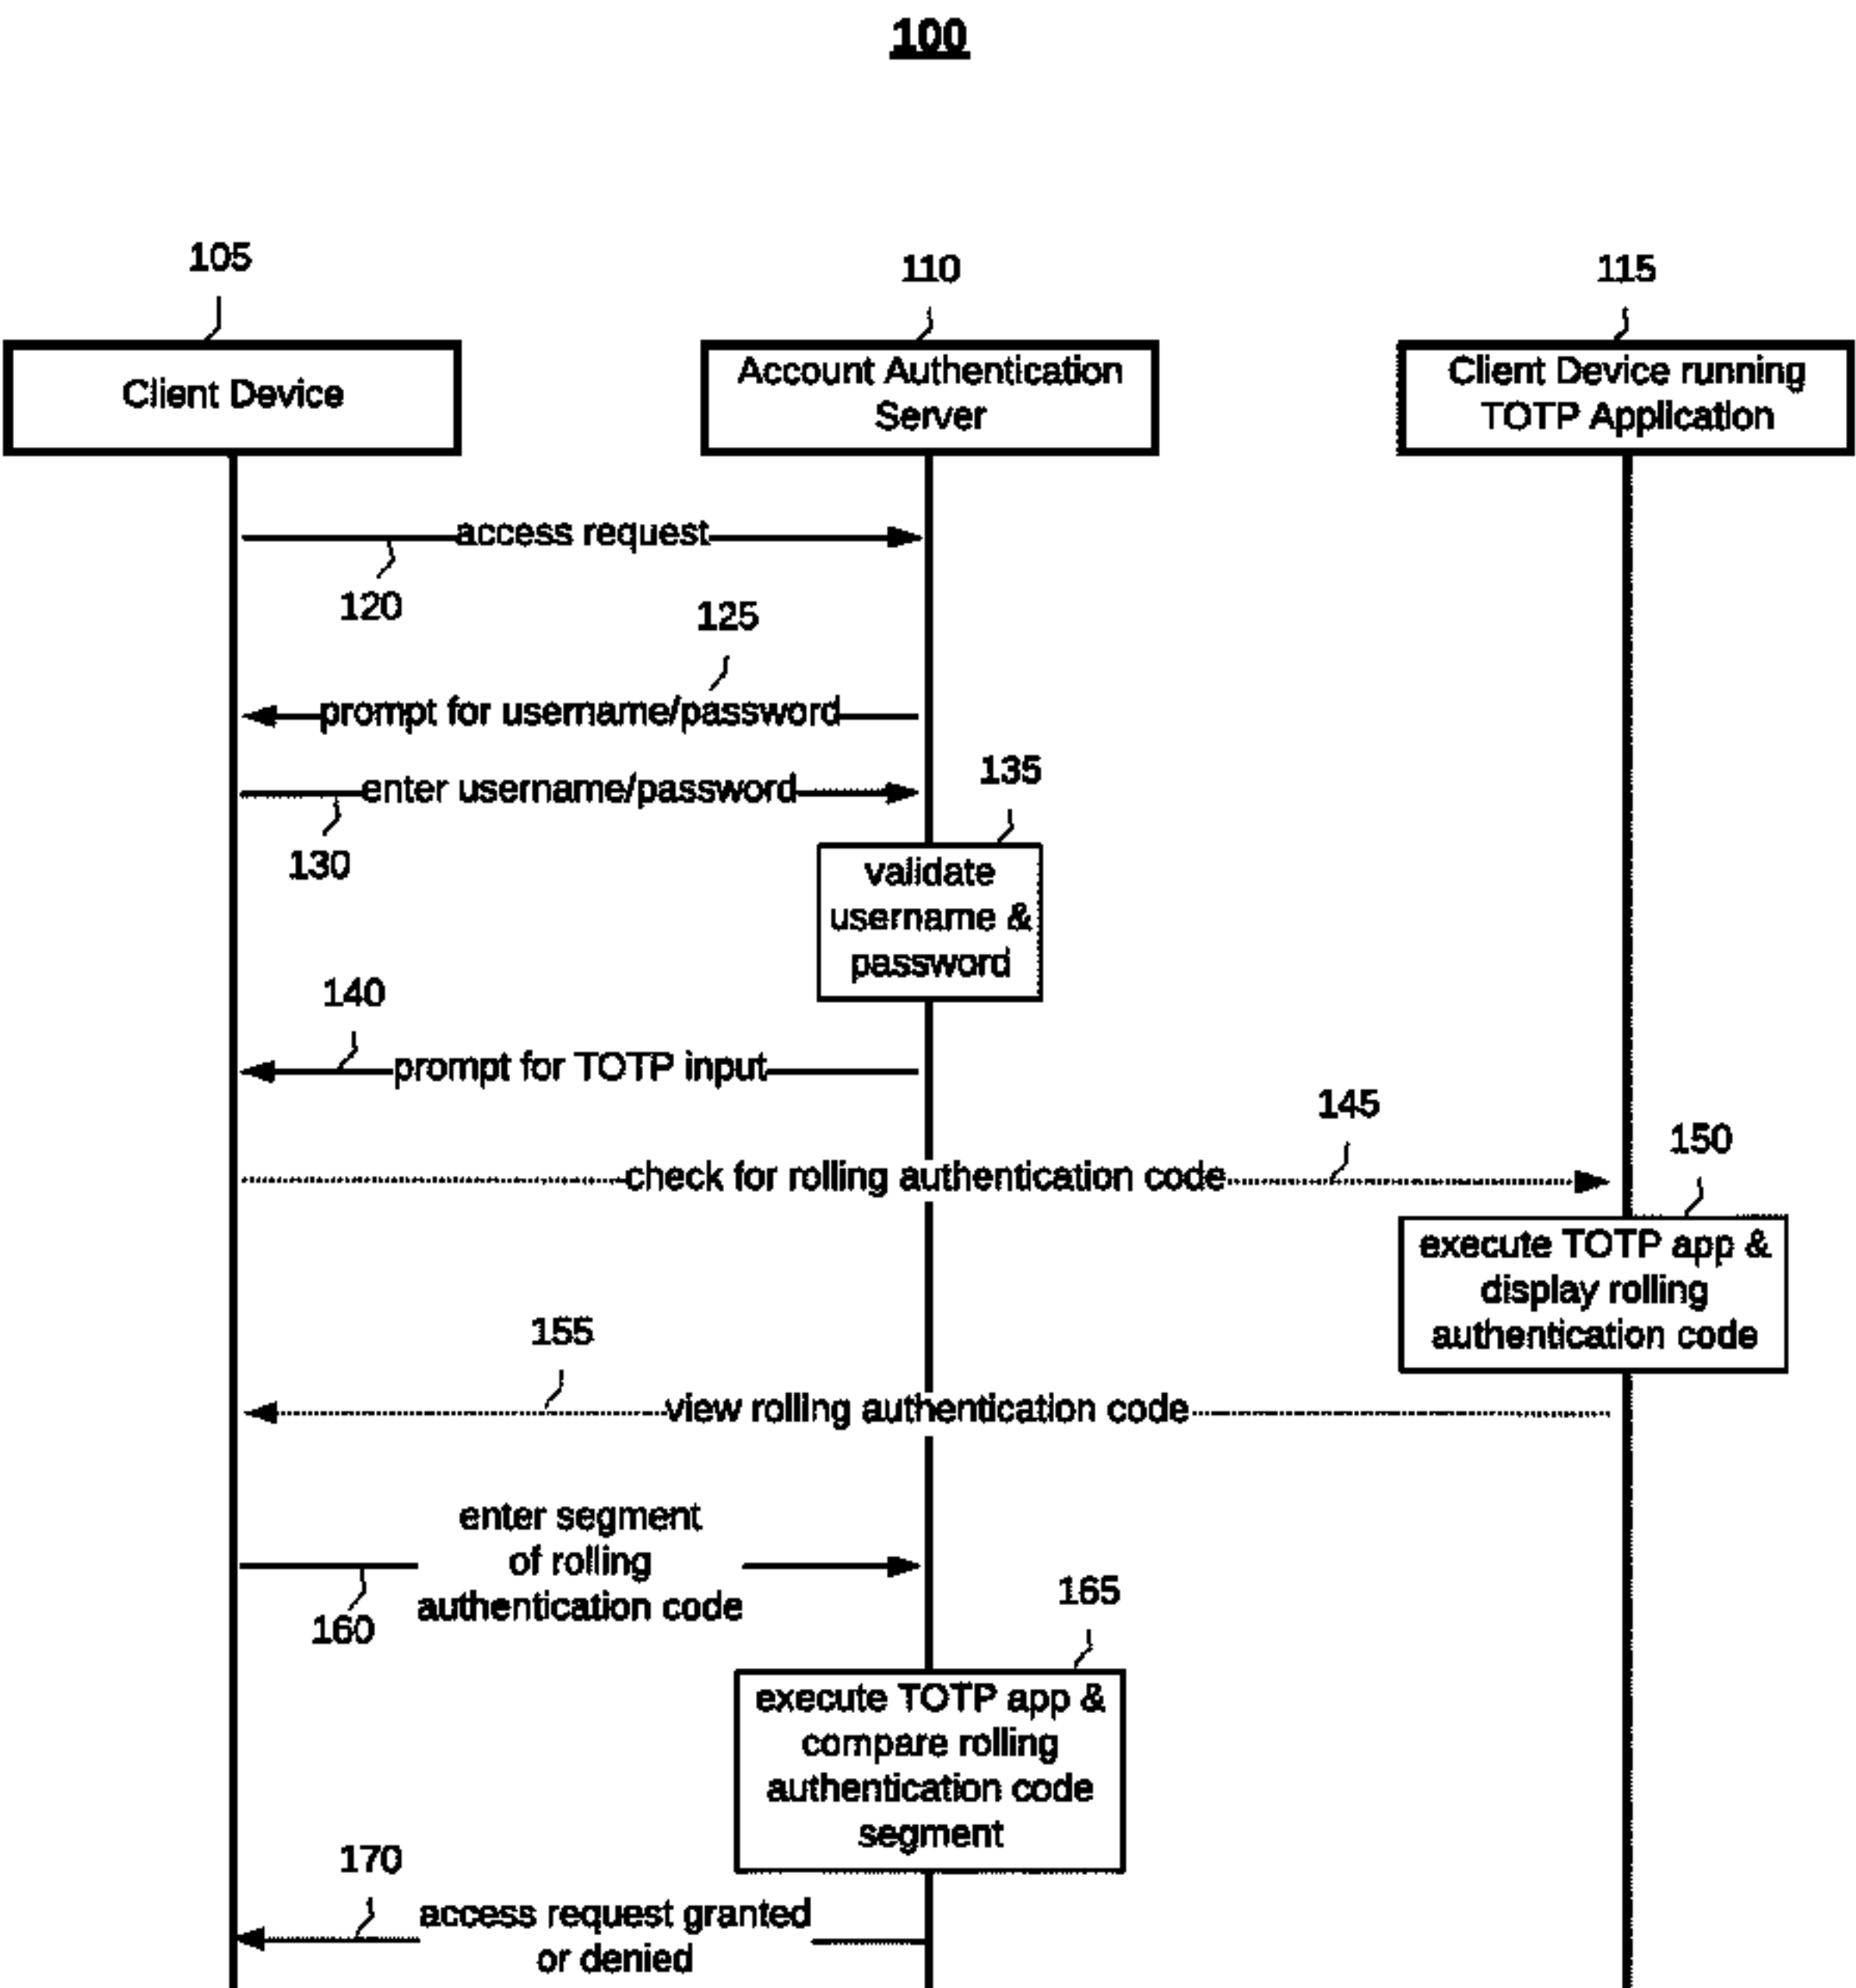 100
105
110
115
Client Device
Account Authentication
Server
Client Device running
TOTP Application
access request
120
125
prompt for username/password
enter username/password
130
135
validate
username &
password
140
prompt for TOTP input
145
check for rolling authentication code
150
execute TOTP app &
display rolling
authentication code
155
view rolling authentication code
enter segment
of rolling
authentication code
160
165
execute TOTP app &
compare rolling
authentication code
segment
170
access request granted
or denied